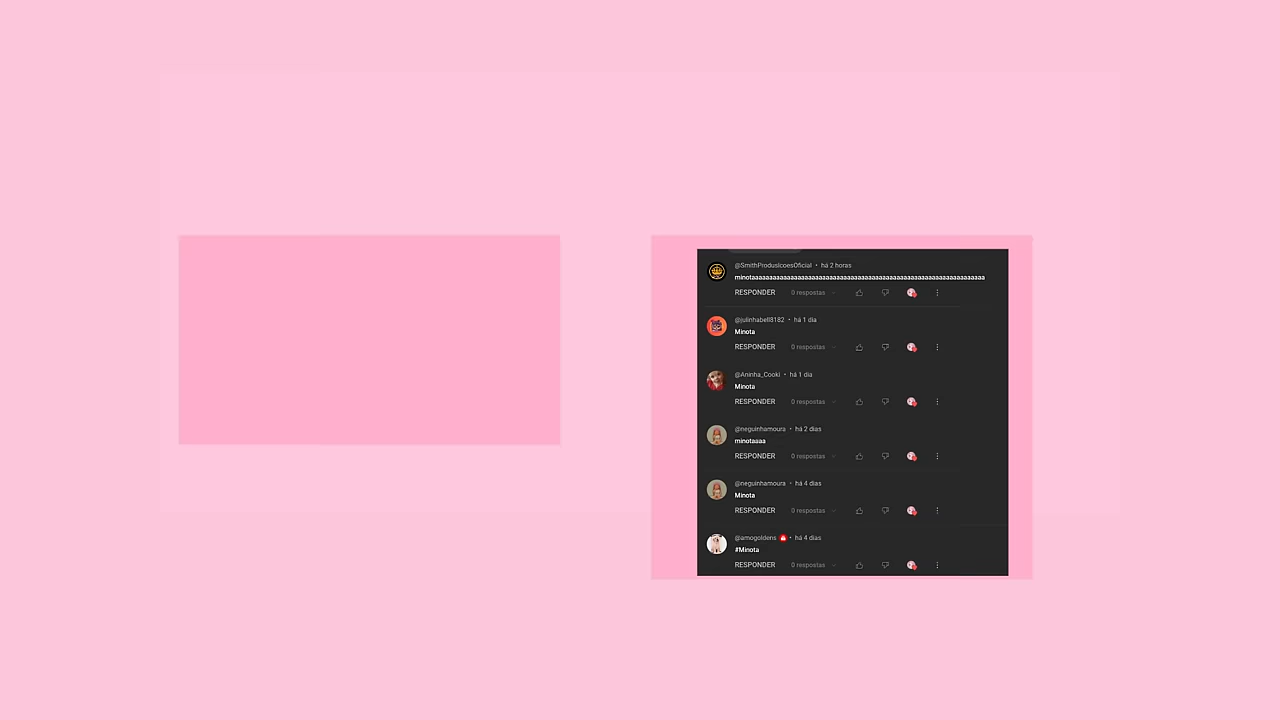 @SmithProdusicoesOficial • há 2 horas
minotaaaaaaaaaaaaaaaaaaaaaaaaaaaaaaaaaaaaaaaaaaaaaaaaaaaaaaaaaaaaaaaaa
RESPONDER 0 respostas
@julinhabell8182 • há 1 dia
Minota
RESPONDER 0 respostas
@Aninha_Cooki • há 1 dia
Minota
RESPONDER 0 respostas
@neguinhamoura • há 2 dias
minotaaaa
RESPONDER 0 respostas
@neguinhamoura • há 4 dias
Minota
RESPONDER 0 respostas
@amogoldens • há 4 dias
#Minota
RESPONDER 0 respostas